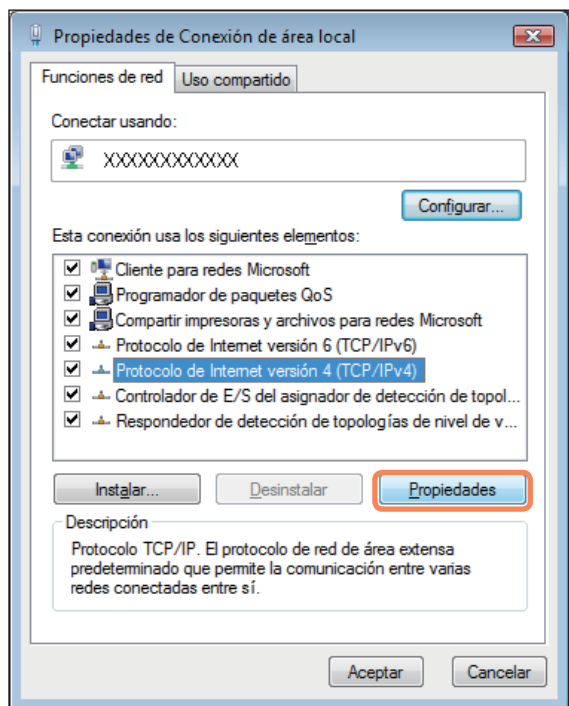 Propiedades de Conexión de área local
Funciones de red
Uso compartido
Conectar usando:
XXXXXXXXXXXX
Configurar...
Esta conexión usa los siguientes elementos:
Cliente para redes Microsoft
Programador de paquetes QoS
Compartir impresoras y archivos para redes Microsoft
Protocolo de Internet versión 6 (TCP/IPv6)
Protocolo de Internet versión 4 (TCP/IPv4)
Controlador de E/S del asignador de detección de topol...
Respondedor de detección de topologías de nivel de v...
Instalar...
Desinstalar
Propiedades
Descripción
Protocolo TCP/IP. El protocolo de red de área extensa
predeterminado que permite la comunicación entre varias
redes conectadas entre sí.
Aceptar
Cancelar